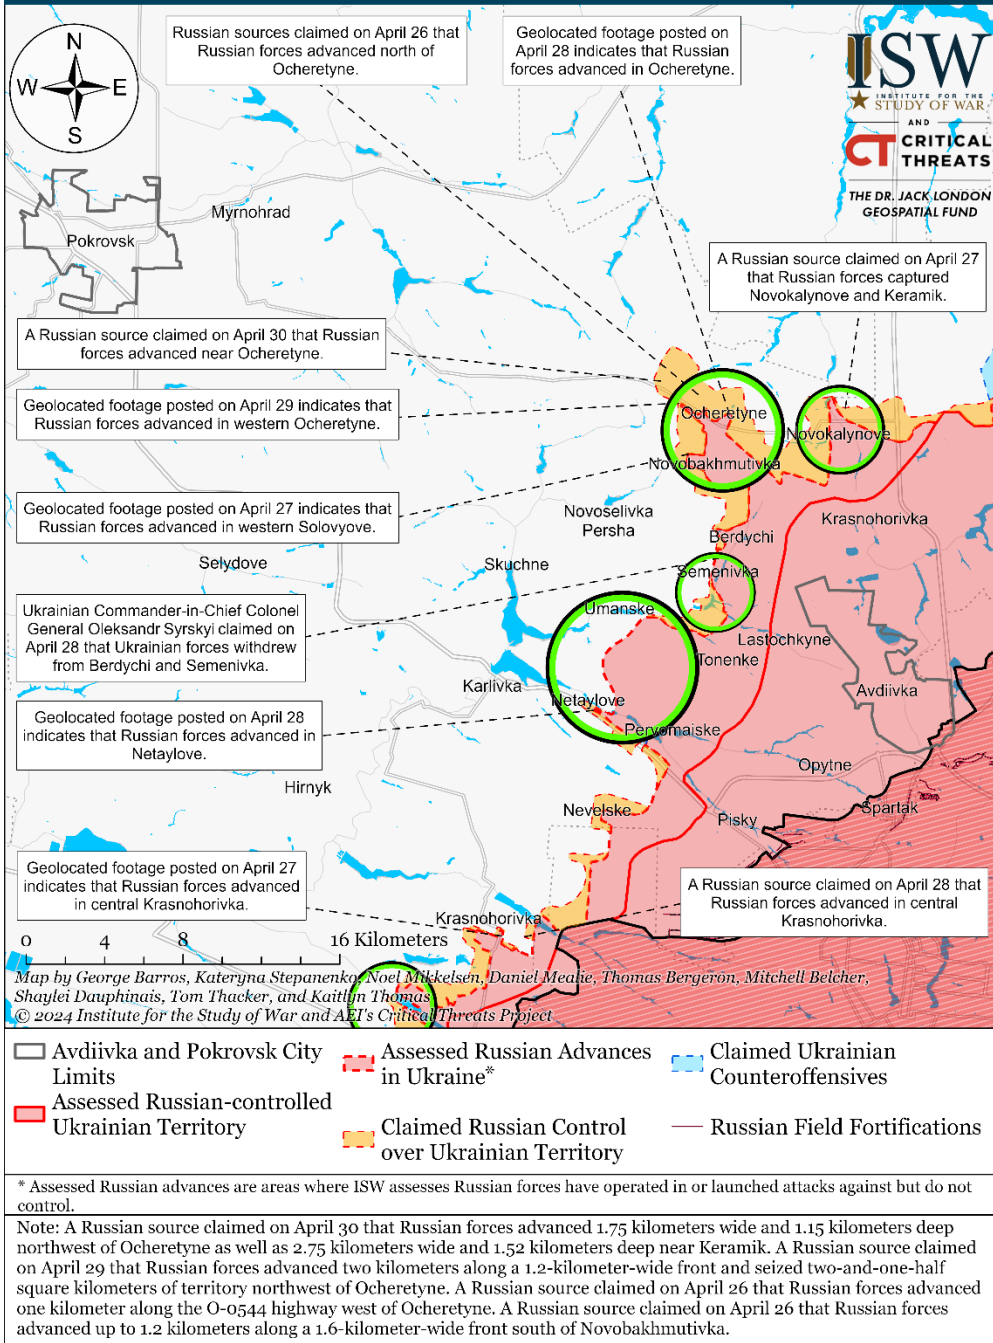 Russian sources claimed on April 26 that
Russian forces advanced north of
Ocheretyne.
Geolocated footage posted on
April 28 indicates that Russian
forces advanced in Ocheretyne.
ISW
INSTITUTE FOR THE
STUDY OF WAR
AND
CT CRITICAL
THREATS
THE DR. JACK LONDON
GEOSPATIAL FUND
N
W E
S
Myrnohrad
Pokrovsk
A Russian source claimed on April 27
that Russian forces captured
Novokalynove and Keramik.
A Russian source claimed on April 30 that Russian
forces advanced near Ocheretyne.
Geolocated footage posted on April 29 indicates that
Russian forces advanced in western Ocheretyne.
Ocheretyne
Novokalynove
Novobakhmutivka
Geolocated footage posted on April 27 indicates that
Russian forces advanced in western Solovyove.
Novoselivka
Persha
Krasnohorivka
Berdychi
Selydove
Skuchne
Semenivka
Umanske
Ukrainian Commander-in-Chief Colonel
General Oleksandr Syrskyi claimed on
April 28 that Ukrainian forces withdrew
from Berdychi and Semenivka.
Lastochkyne
Tonenke
Karlivka
Avdiivka
Netaylove
Geolocated footage posted on April 28
indicates that Russian forces advanced in
Netaylove.
Pervomaiske
Opytne
Hirnyk
Nevelske
Pisky
Spartak
Geolocated footage posted on April 27
indicates that Russian forces advanced
in central Krasnohorivka.
A Russian source claimed on April 28 that
Russian forces advanced in central
Krasnohorivka.
Krasnohorivka
0 4 8 16 Kilometers
Map by George Barros, Kateryna Stepanenko, Noel Mikkelsen, Daniel Mealie, Thomas Bergeron, Mitchell Belcher,
Shaylei Dauphinais, Tom Thacker, and Kaitlyn Thomas
© 2024 Institute for the Study of War and AEI's Critical Threats Project
Avdiivka and Pokrovsk City
Limits
Assessed Russian-controlled
Ukrainian Territory
Assessed Russian Advances
in Ukraine*
Claimed Russian Control
over Ukrainian Territory
Claimed Ukrainian
Counteroffensives
Russian Field Fortifications
* Assessed Russian advances are areas where ISW assesses Russian forces have operated in or launched attacks against but do not
control.
Note: A Russian source claimed on April 30 that Russian forces advanced 1.75 kilometers wide and 1.15 kilometers deep
northwest of Ocheretyne as well as 2.75 kilometers wide and 1.52 kilometers deep near Keramik. A Russian source claimed
on April 29 that Russian forces advanced two kilometers along a 1.2-kilometer-wide front and seized two-and-one-half
square kilometers of territory northwest of Ocheretyne. A Russian source claimed on April 26 that Russian forces advanced
one kilometer along the O-0544 highway west of Ocheretyne. A Russian source claimed on April 26 that Russian forces
advanced up to 1.2 kilometers along a 1.6-kilometer-wide front south of Novobakhmutivka.